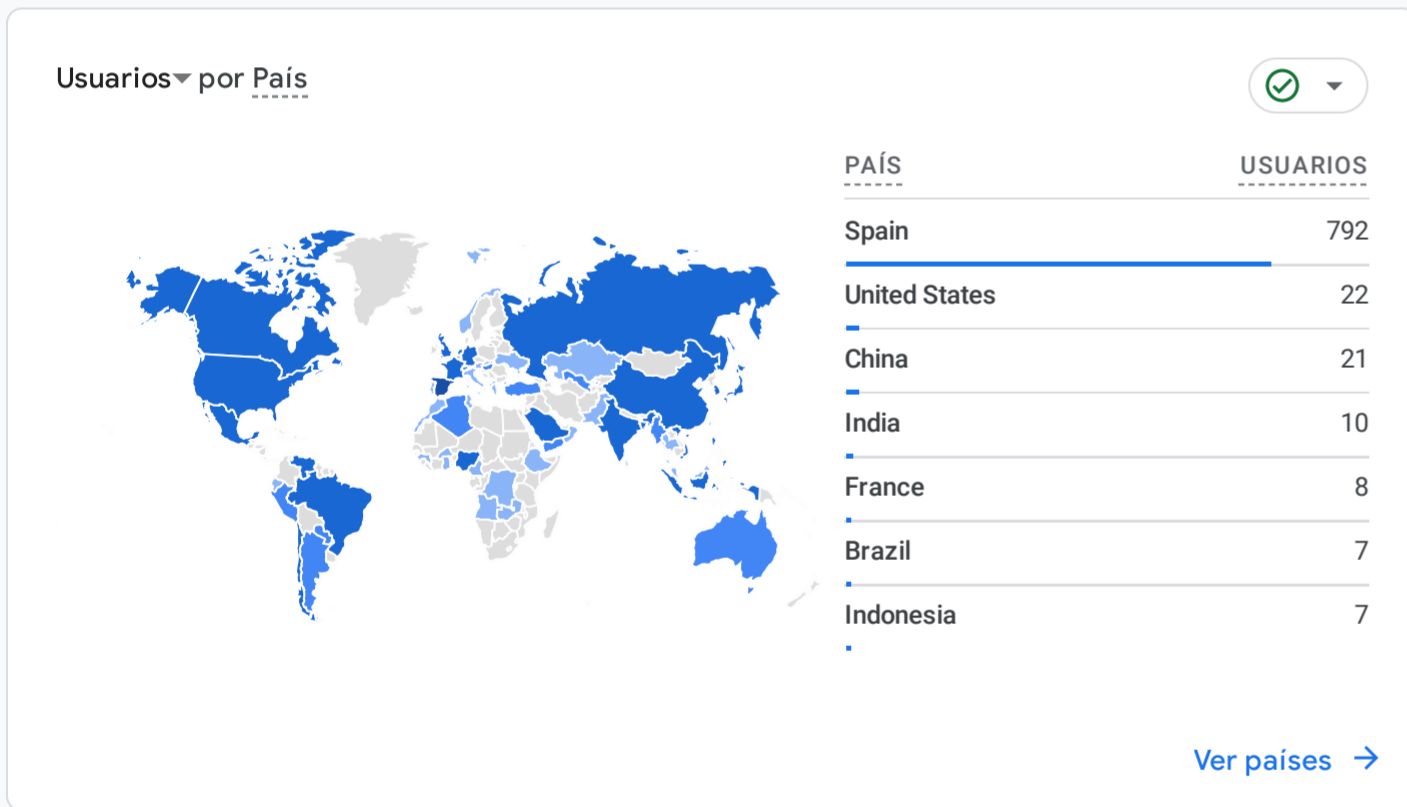 Usuarios por País
PAÍS USUARIOS
Spain 792
United States 22
China 21
India 10
France 8
Brazil 7
Indonesia 7
Ver países